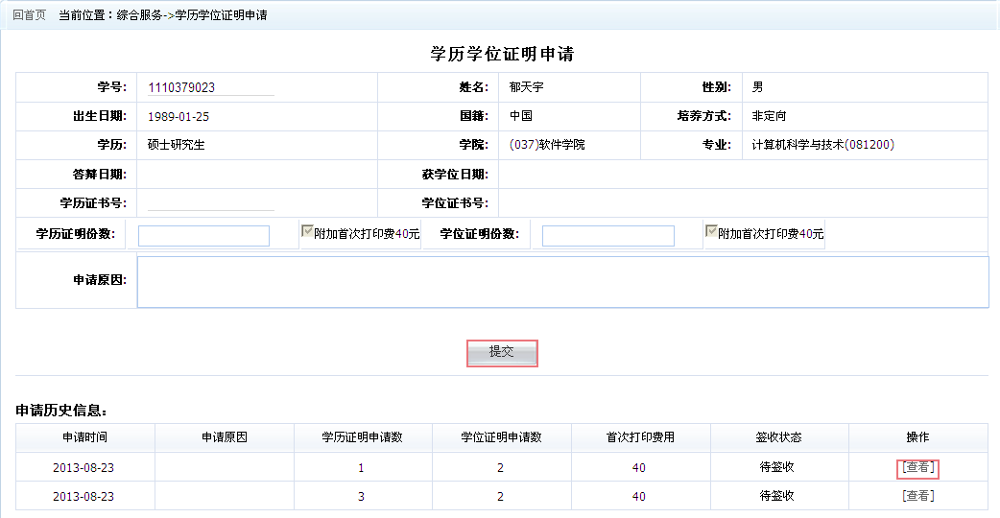 回首页 当前位置：综合服务->学历学位证明申请
学历学位证明申请
学号: 1110379023 姓名: 郁天宇 性别: 男
出生日期: 1989-01-25 国籍: 中国 培养方式: 非定向
学历: 硕士研究生 学院: (037)软件学院 专业: 计算机科学与技术(081200)
答辩日期: 获学位日期:
学历证书号: 学位证书号:
学历证明份数: 附加首次打印费40元 学位证明份数: 附加首次打印费40元
申请原因:
提交
申请历史信息：
申请时间 申请原因 学历证明申请数 学位证明申请数 首次打印费用 签收状态 操作
2013-08-23 1 2 40 待签收 [查看]
2013-08-23 3 2 40 待签收 [查看]